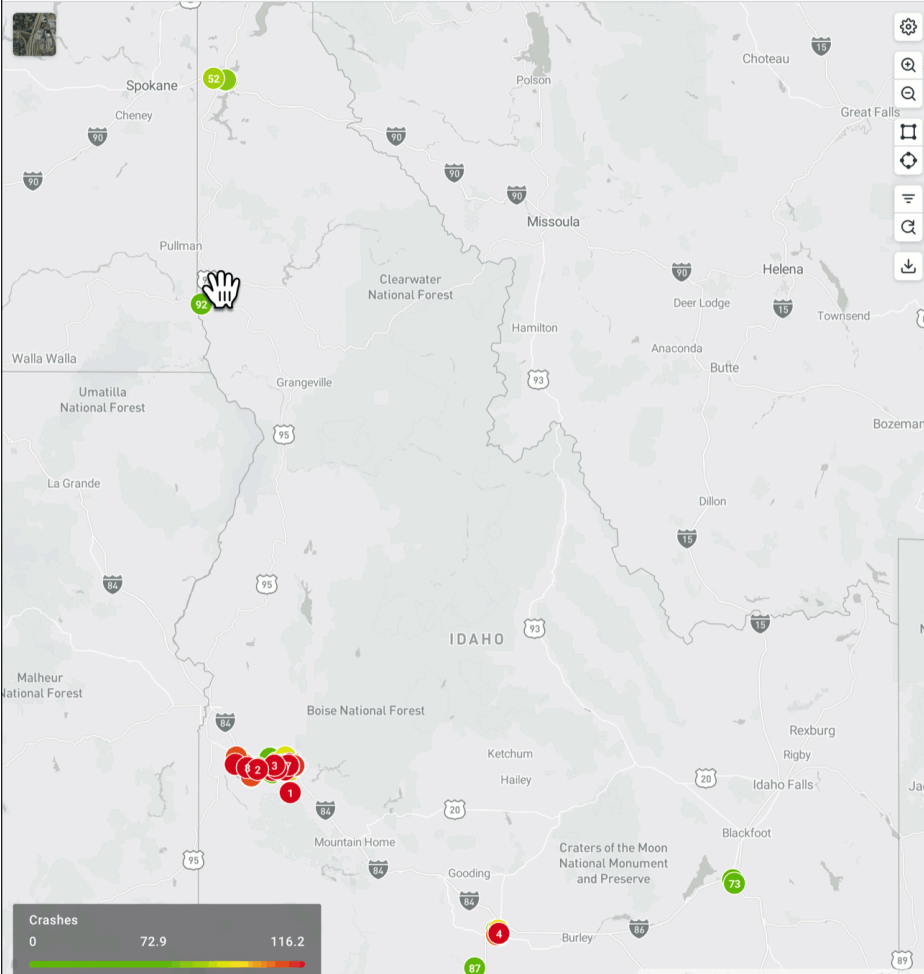 15
Choteau
Polson
52
Spokane
Great Falls
Cheney
90
90
90
90
90
Missoula
Pullman
Helena
90
Clearwater
National Forest
92
Deer Lodge
15
Townsend
Hamilton
Anaconda
Walla Walla
Butte
93
Grangeville
Umatilla
National Forest
Bozeman
95
La Grande
Dillon
15
84
95
15
93
IDAHO
Malheur
National Forest
Boise National Forest
84
Rexburg
Ketchum
Rigby
8
2
3
7
Hailey
20
Idaho Falls
1
84
20
Mountain Home
Blackfoot
Craters of the Moon
National Monument
and Preserve
95
84
Gooding
73
84
4
Burley
86
87
89
Crashes
0
72.9
116.2